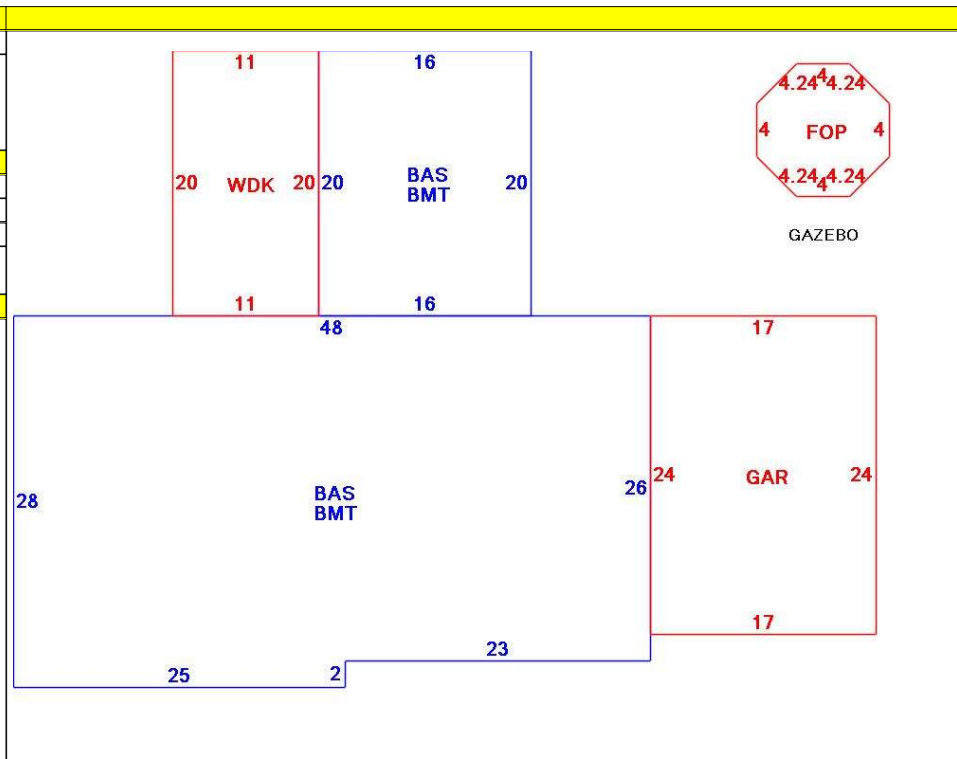 11
16
4.24 4 4.24
4 FOP 4
4.24 4 4.24
GAZEBO
20 WDK 20
20 BAS 20
BMT
11
16
48
17
28
BAS
BMT
26
24 GAR 24
17
23
25
2